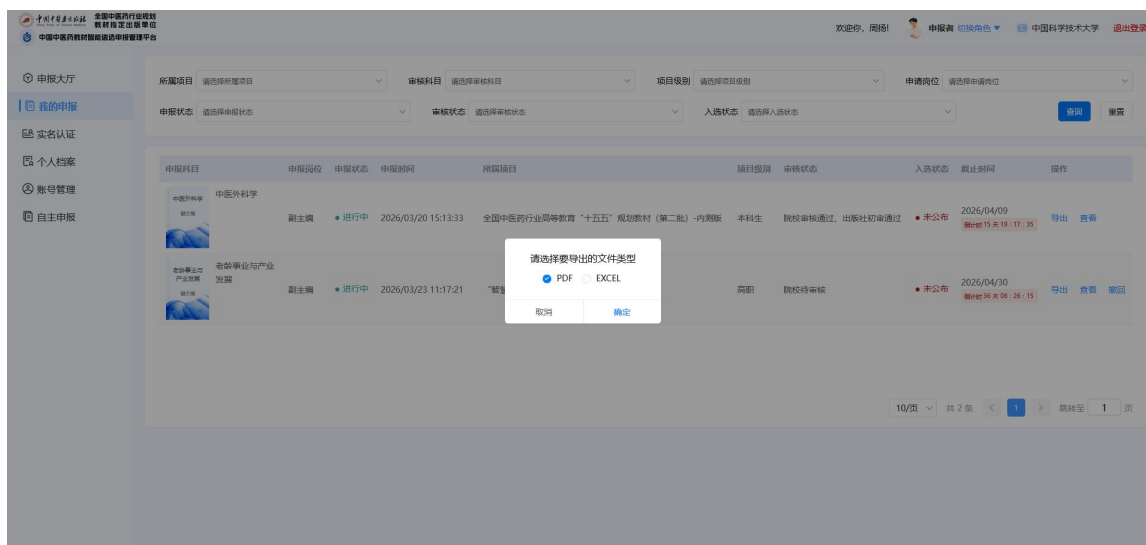 中国中医药出版社 全国中医药行业规划
教材指定出版单位
中国中医药教材智能遴选申报管理平台
欢迎你，周扬! 申报者 切换角色 中国科学技术大学 退出登录
申报大厅
我的申报
实名认证
个人档案
账号管理
自主申报
所属项目 请选择所属项目 审核科目 请选择审核科目 项目级别 请选择项目级别 申请岗位 请选择申请岗位
申报状态 请选择申报状态 审核状态 请选择审核状态 入选状态 请选择入选状态 查询 重置
申报科目 申报岗位 申报状态 申报时间 所属项目 项目级别 审核状态 入选状态 截止时间 操作
中医外科学
副主编
中医外科学
副主编 进行中 2026/03/20 15:13:33 全国中医药行业高等教育“十五五”规划教材（第二批）-内测版 本科生 院校审核通过，出版社初审通过 未公布 2026/04/09
倒计时 15 天 19 : 17 : 35
导出 查看
老龄事业与
产业发展
副主编
老龄事业与产业
发展
副主编 进行中 2026/03/23 11:17:21 “智慧 高职 院校待审核 未公布 2026/04/30
倒计时 36 天 08 : 26 : 15
导出 查看 撤回
请选择要导出的文件类型
PDF EXCEL
取消 确定
10/页 共 2 条 1 跳转至 1 页